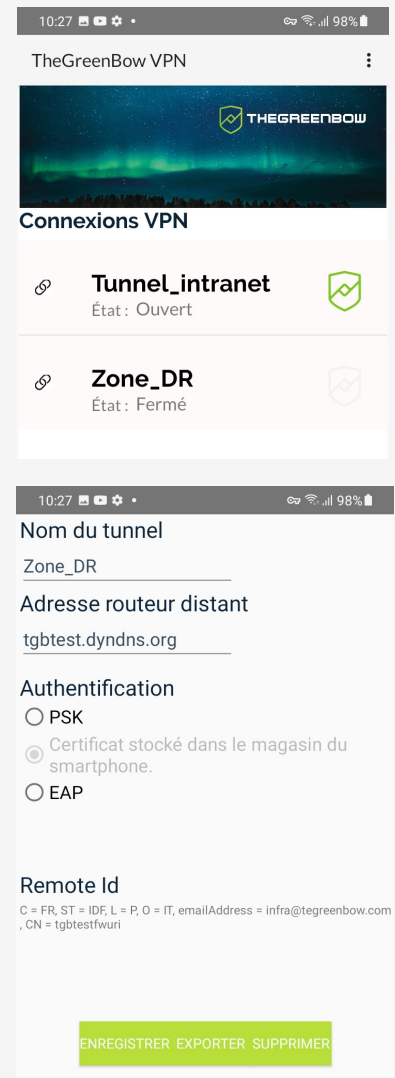 10:27 98%
TheGreenBow VPN
THEGREENBOW
Connexions VPN
Tunnel_intranet
État : Ouvert
Zone_DR
État : Fermé
10:27 98%
Nom du tunnel
Zone_DR
Adresse routeur distant
tgbtest.dyndns.org
Authentification
PSK
Certificat stocké dans le magasin du
smartphone.
EAP
Remote Id
C = FR, ST = IDF, L = P, O = IT, emailAddress = infra@tegreenbow.com
, CN = tgbtestfwuri
ENREGISTRER EXPORTER SUPPRIMER